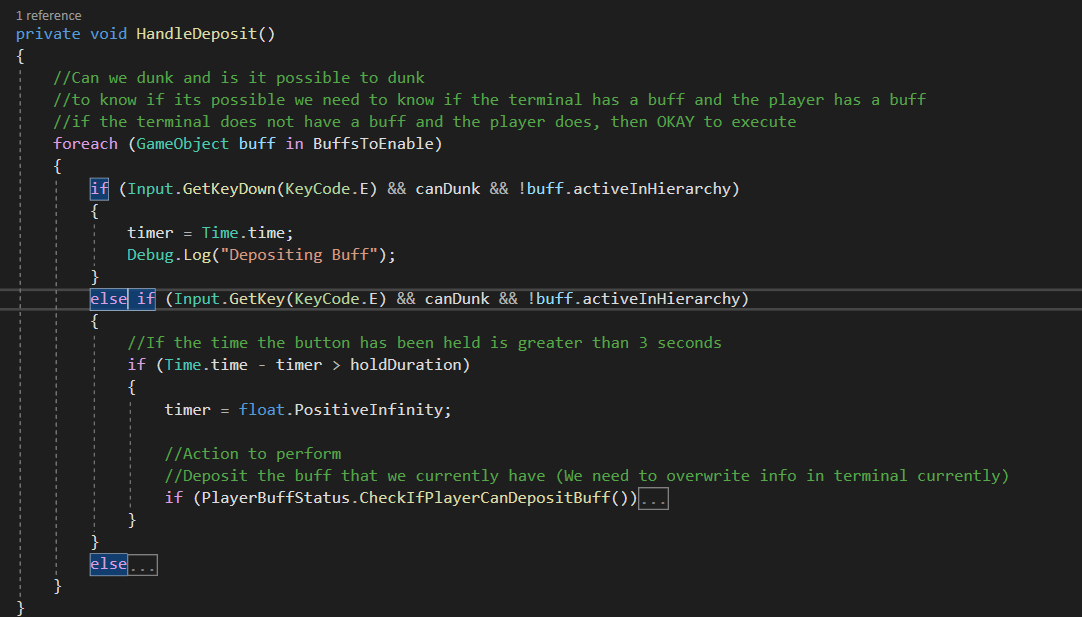 1 reference
private void HandleDeposit()
{
//Can we dunk and is it possible to dunk
//to know if its possible we need to know if the terminal has a buff and the player has a buff
//if the terminal does not have a buff and the player does, then OKAY to execute
foreach (GameObject buff in BuffsToEnable)
{
if (Input.GetKeyDown(KeyCode.E) && canDunk && !buff.activeInHierarchy)
{
timer = Time.time;
Debug.Log("Depositing Buff");
}
else if (Input.GetKey(KeyCode.E) && canDunk && !buff.activeInHierarchy)
{
//If the time the button has been held is greater than 3 seconds
if (Time.time - timer > holdDuration)
{
timer = float.PositiveInfinity;
//Action to perform
//Deposit the buff that we currently have (We need to overwrite info in terminal currently)
if (PlayerBuffStatus.CheckIfPlayerCanDepositBuff())...
}
}
else...
}
}